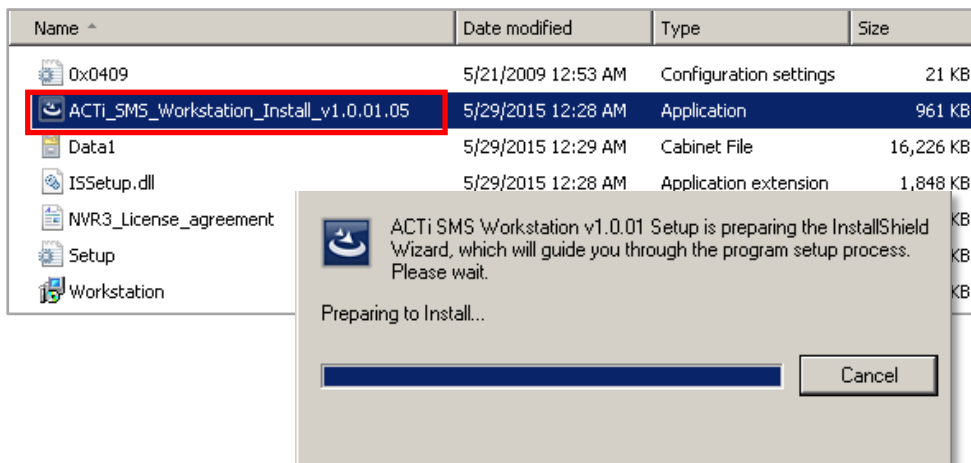 Name Date modified Type Size
0x0409 5/21/2009 12:53 AM Configuration settings 21 KB
ACTi_SMS_Workstation_Install_v1.0.01.05 5/29/2015 12:28 AM Application 961 KB
Data1 5/29/2015 12:29 AM Cabinet File 16,226 KB
ISSetup.dll 5/29/2015 12:28 AM Application extension 1,848 KB
NVR3_License_agreement KB
Setup KB
Workstation KB
ACTi SMS Workstation v1.0.01 Setup is preparing the InstallShield
Wizard, which will guide you through the program setup process.
Please wait.
Preparing to Install...
Cancel